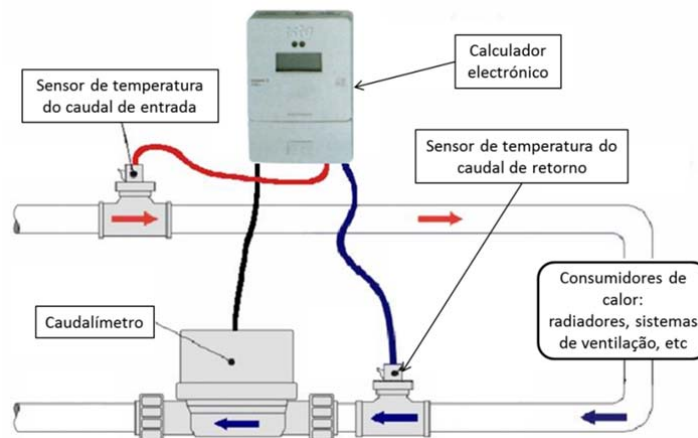 Calculador
electrónico
Sensor de temperatura
do caudal de entrada
Sensor de temperatura do
caudal de retorno
Consumidores de
calor:
radiadores, sistemas
de ventilação, etc
Caudalímetro